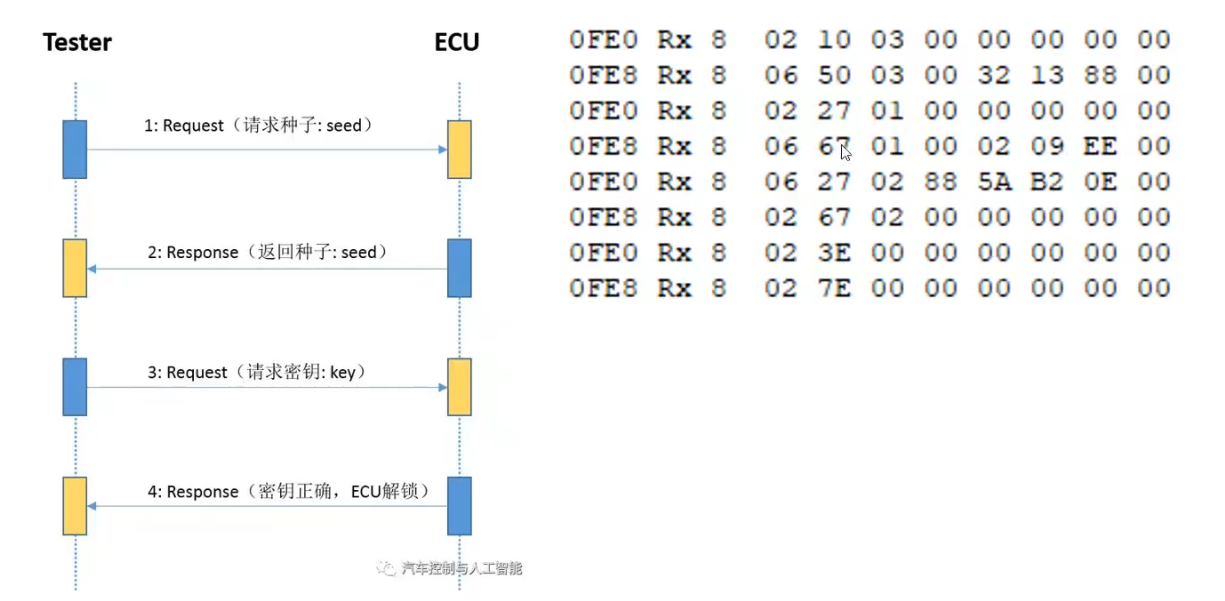 Tester
ECU
1: Request（请求种子: seed）
2: Response（返回种子: seed）
3: Request（请求密钥: key）
4: Response（密钥正确，ECU解锁）
汽车控制与人工智能
0FE0 Rx 8 02 10 03 00 00 00 00 00
0FE8 Rx 8 06 50 03 00 32 13 88 00
0FE0 Rx 8 02 27 01 00 00 00 00 00
0FE8 Rx 8 06 67 01 00 02 09 EE 00
0FE0 Rx 8 06 27 02 88 5A B2 0E 00
0FE8 Rx 8 02 67 02 00 00 00 00 00
0FE0 Rx 8 02 3E 00 00 00 00 00 00
0FE8 Rx 8 02 7E 00 00 00 00 00 00